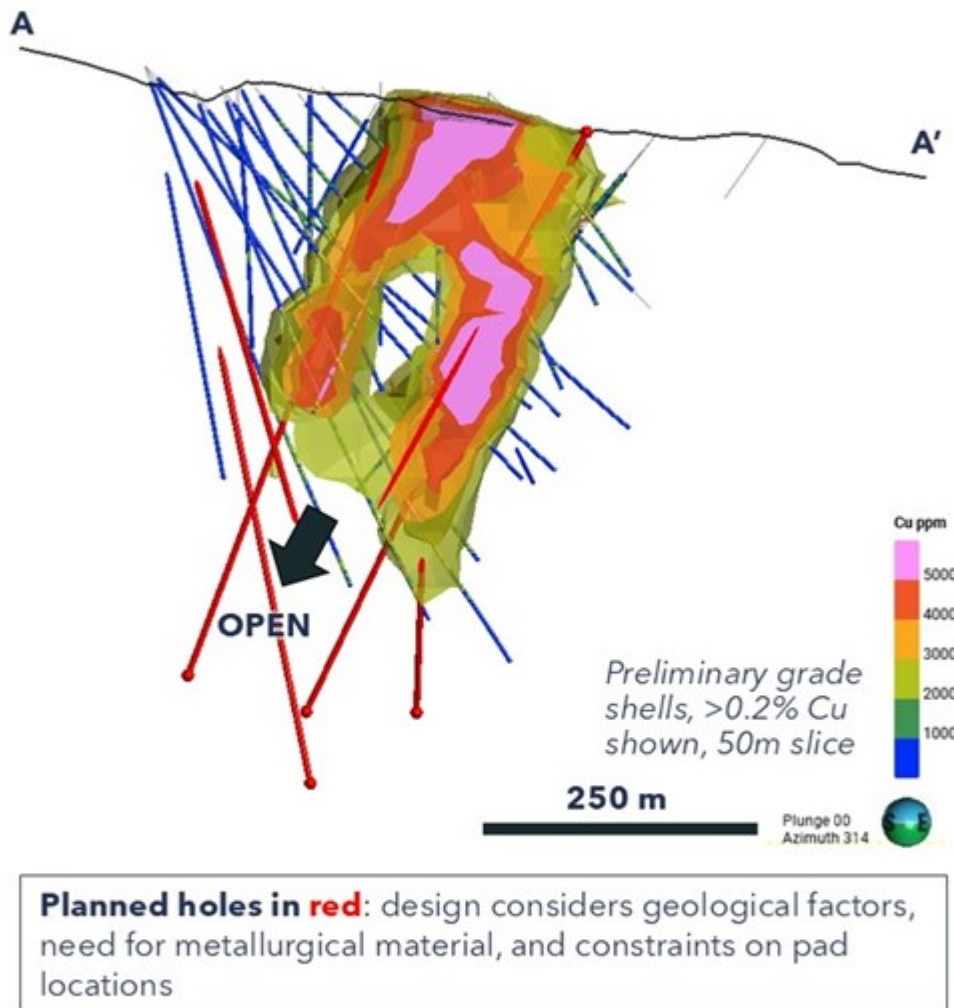 A
A'
OPEN
Cu ppm
5000
4000
3000
2000
1000
Preliminary grade
shells, >0.2% Cu
shown, 50m slice
250 m
Plunge 00
Azimuth 314
S E
Planned holes in red: design considers geological factors,
need for metallurgical material, and constraints on pad
locations